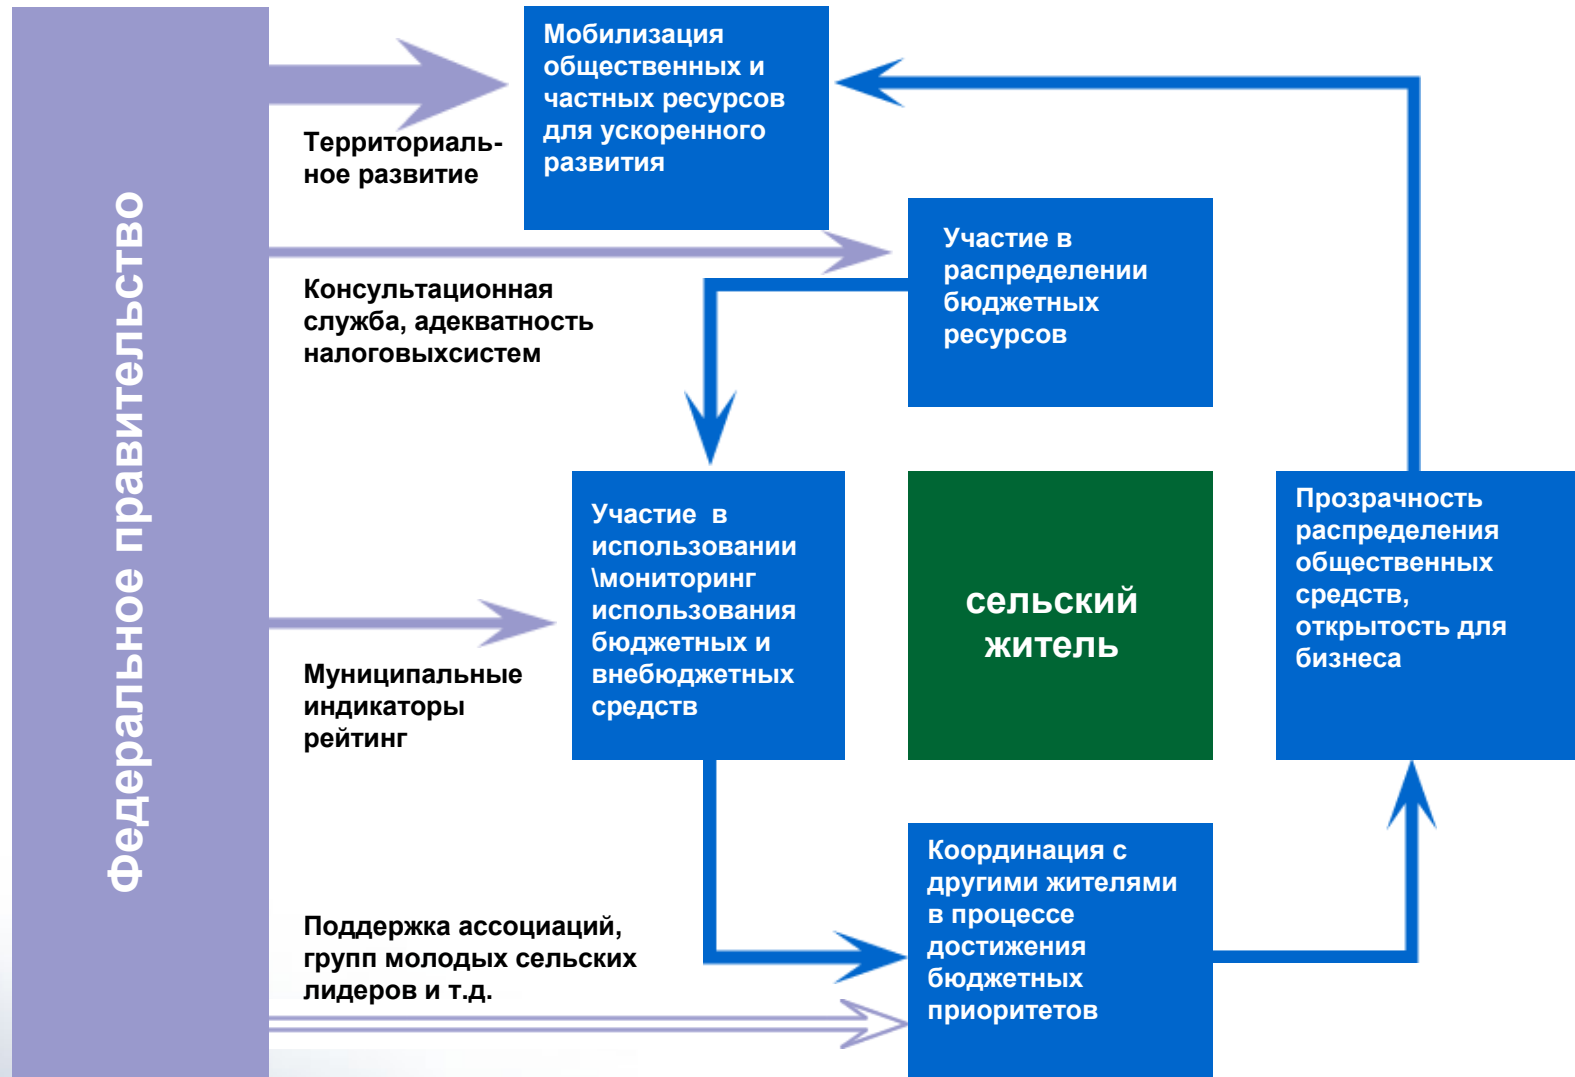 Федеральное правительство
Мобилизация
общественных и
частных ресурсов
для ускоренного
развития
Территориаль-
ное развитие
Участие в
распределении
бюджетных
ресурсов
Консультационная
служба, адекватность
налоговыхсистем
Участие в
использовании
\мониторинг
использования
бюджетных и
внебюджетных
средств
сельский
житель
Прозрачность
распределения
общественных
средств,
открытость для
бизнеса
Муниципальные
индикаторы
рейтинг
Координация с
другими жителями
в процессе
достижения
бюджетных
приоритетов
Поддержка ассоциаций,
групп молодых сельских
лидеров и т.д.